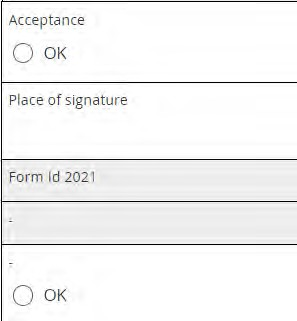 Acceptance
OK
Place of signature
Form Id 2021
-
-
OK